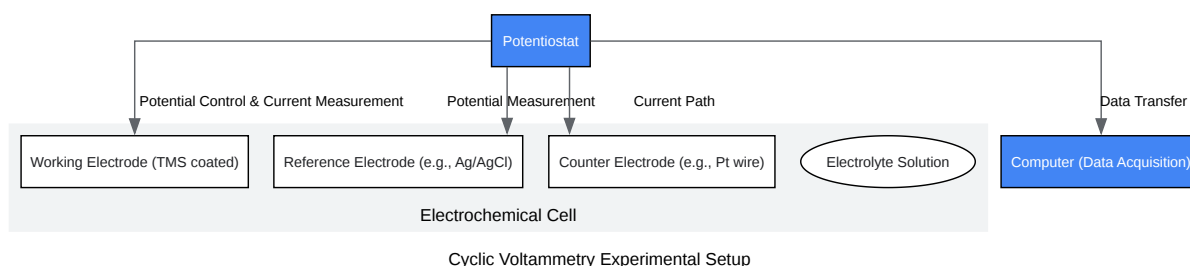 Potentiostat
Potential Control & Current Measurement
Potential Measurement
Current Path
Data Transfer
Working Electrode (TMS coated)
Reference Electrode (e.g., Ag/AgCl)
Counter Electrode (e.g., Pt wire)
Electrolyte Solution
Computer (Data Acquisition)
Electrochemical Cell
Cyclic Voltammetry Experimental Setup